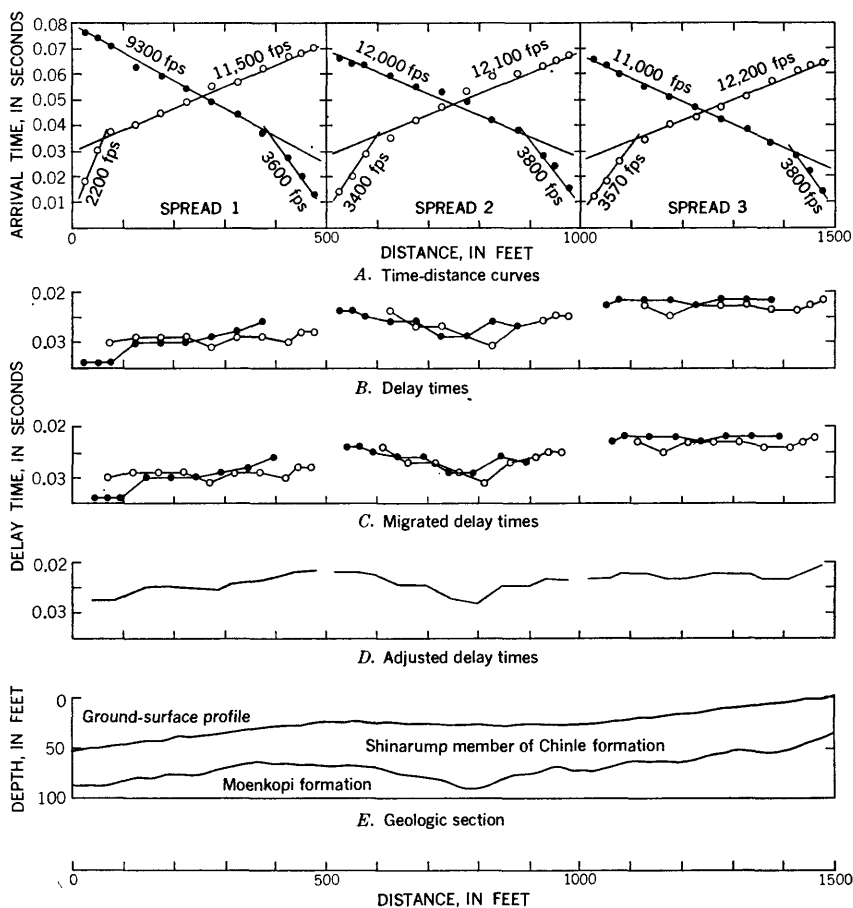 ARRIVAL TIME, IN SECONDS
0.08
0.07
0.06
0.05
0.04
0.03
0.02
0.01
9300 fps
11,500 fps
2200 fps
3600 fps
SPREAD 1
12,000 fps
12,100 fps
3400 fps
3800 fps
SPREAD 2
11,000 fps
12,200 fps
3570 fps
3800 fps
SPREAD 3
0 500 1000 1500
DISTANCE, IN FEET
A. Time-distance curves
DELAY TIME, IN SECONDS
0.02
0.03
B. Delay times
0.02
0.03
C. Migrated delay times
0.02
0.03
D. Adjusted delay times
DEPTH, IN FEET
0
50
100
Ground-surface profile
Shinarump member of Chinle formation
Moenkopi formation
E. Geologic section
0 500 1000 1500
DISTANCE, IN FEET